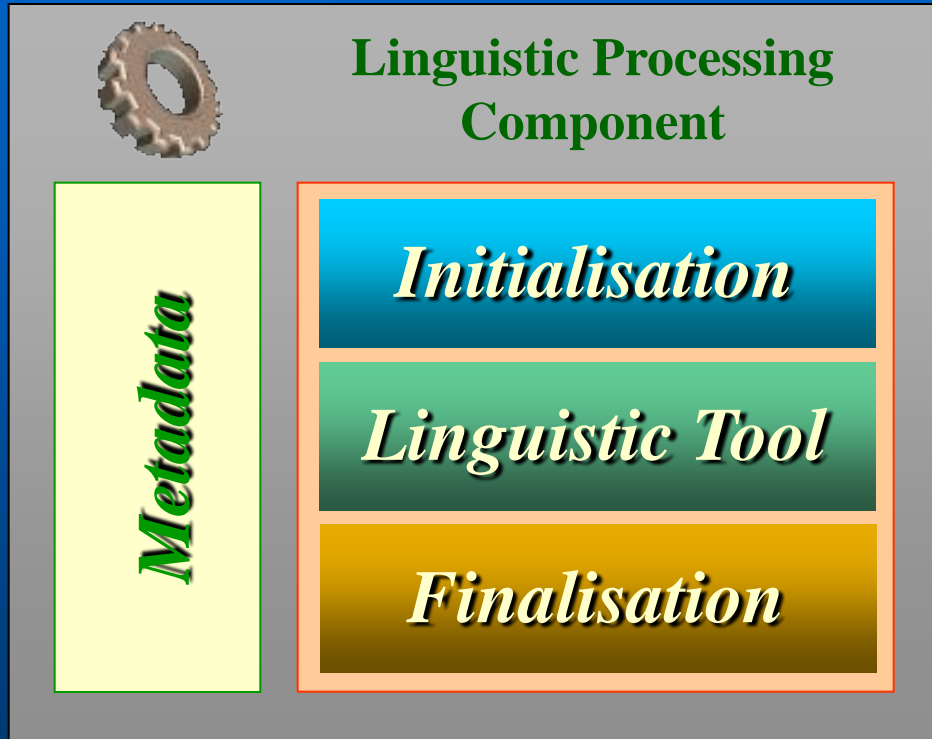 Linguistic Processing
Component
Metadata
Initialisation
Linguistic Tool
Finalisation